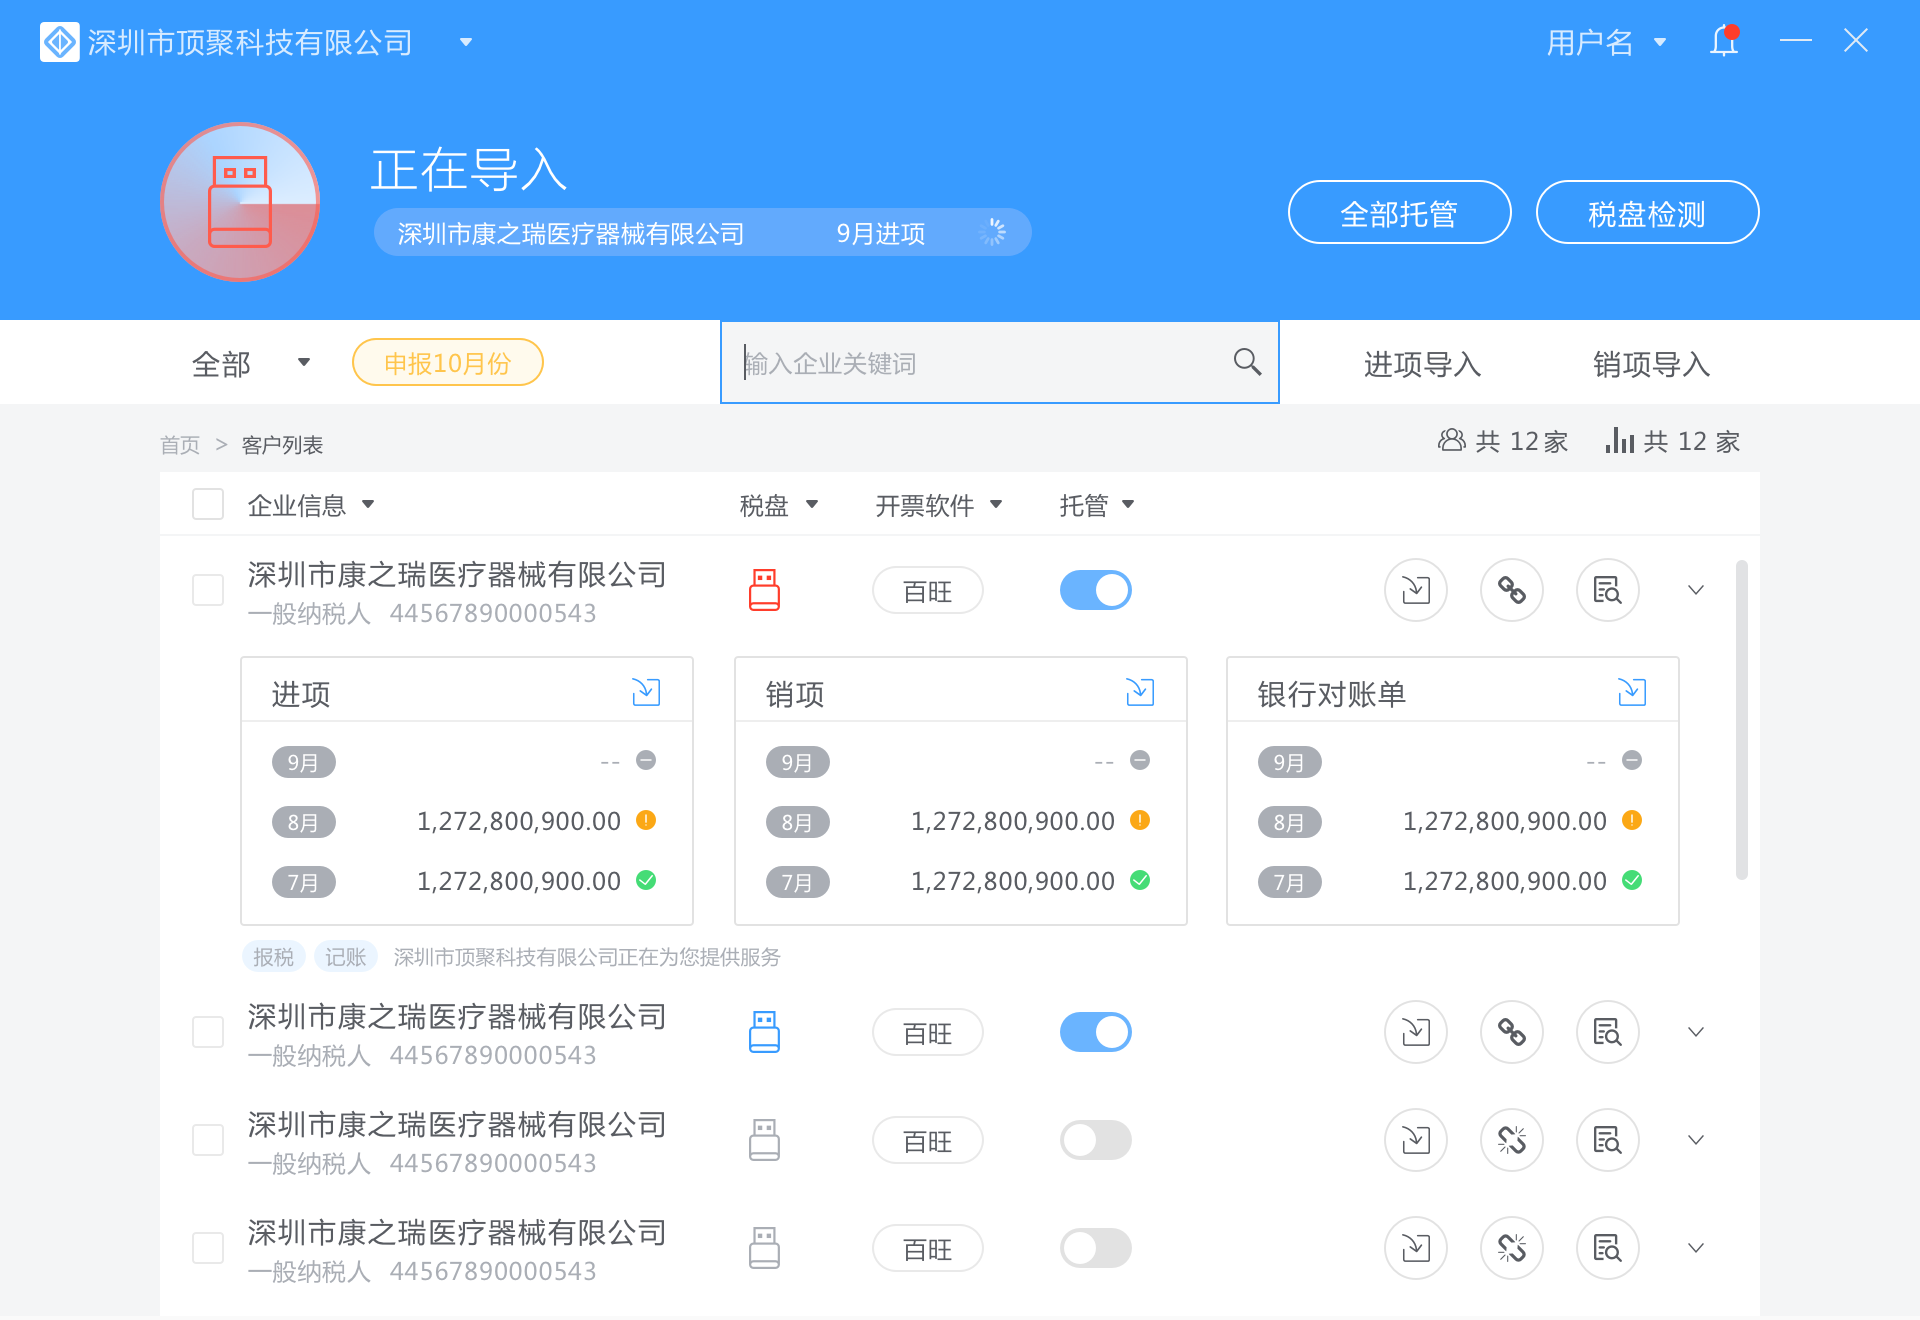 深圳市顶聚科技有限公司
用户名
正在导入
深圳市康之瑞医疗器械有限公司 9月进项
全部托管
税盘检测
全部
申报10月份
输入企业关键词
进项导入
销项导入
首页 > 客户列表
共 12家
共 12 家
企业信息 税盘 开票软件 托管
深圳市康之瑞医疗器械有限公司
一般纳税人 44567890000543
百旺
进项
9月 --
8月 1,272,800,900.00
7月 1,272,800,900.00
销项
9月 --
8月 1,272,800,900.00
7月 1,272,800,900.00
银行对账单
9月 --
8月 1,272,800,900.00
7月 1,272,800,900.00
报税 记账 深圳市顶聚科技有限公司正在为您提供服务
深圳市康之瑞医疗器械有限公司
一般纳税人 44567890000543
百旺
深圳市康之瑞医疗器械有限公司
一般纳税人 44567890000543
百旺
深圳市康之瑞医疗器械有限公司
一般纳税人 44567890000543
百旺